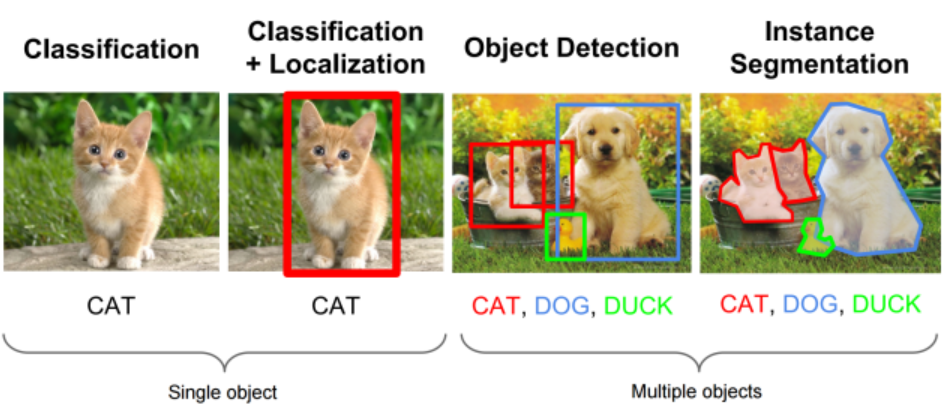 Classification
Classification
+ Localization
Object Detection
Instance
Segmentation
CAT
CAT
CAT, DOG, DUCK
CAT, DOG, DUCK
Single object
Multiple objects